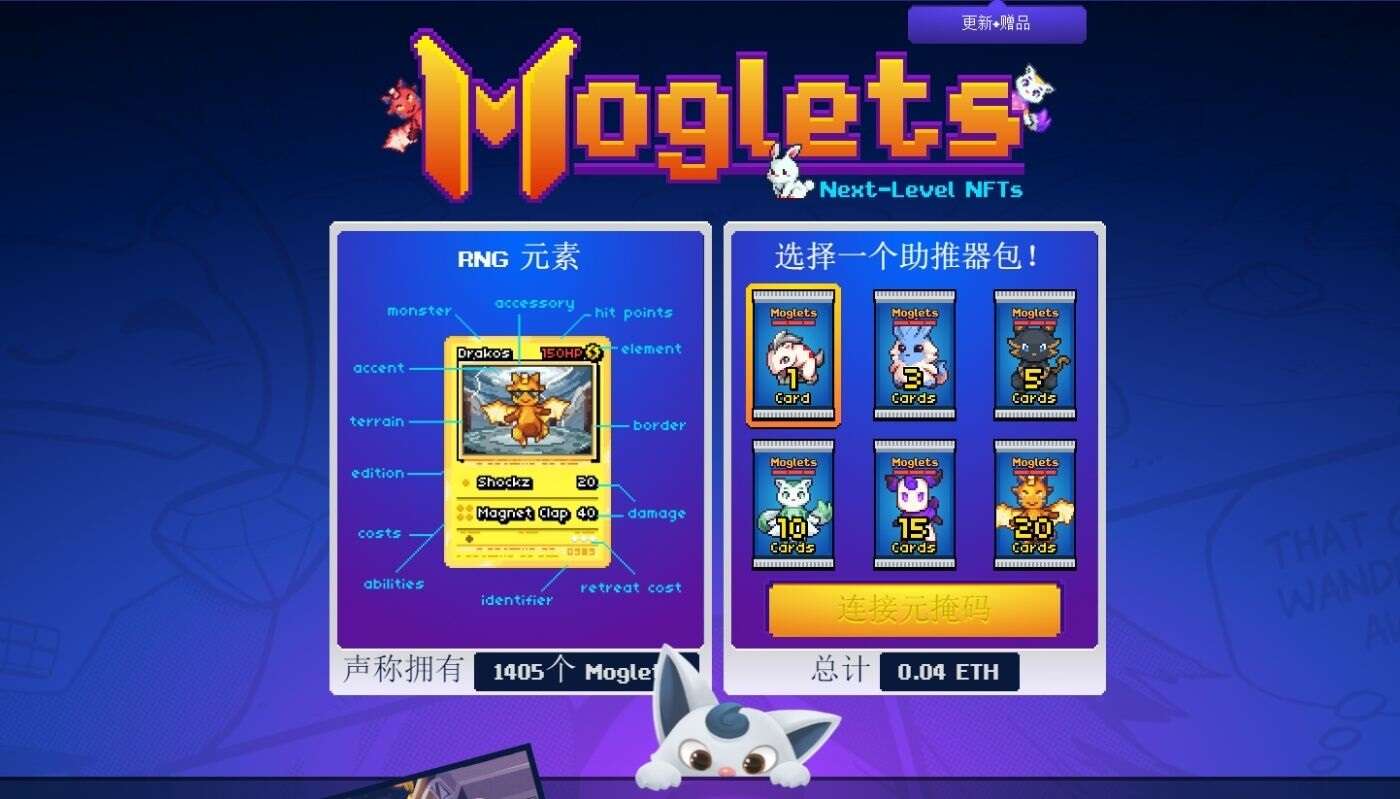 更新◆赠品
Moglets
Next-Level NFTs
RNG 元素
monster
accessory
hit points
element
accent
terrain
border
edition
damage
costs
abilities
identifier
retreat cost
Drakos 150HP
Shockz 20
Magnet Clap 40
0989
选择一个助推器包!
Moglets
1
Card
Moglets
3
Cards
Moglets
5
Cards
Moglets
10
Cards
Moglets
15
Cards
Moglets
20
Cards
连接元掩码
声称拥有 1405个 Moglet
总计 0.04 ETH
THAT
WAND